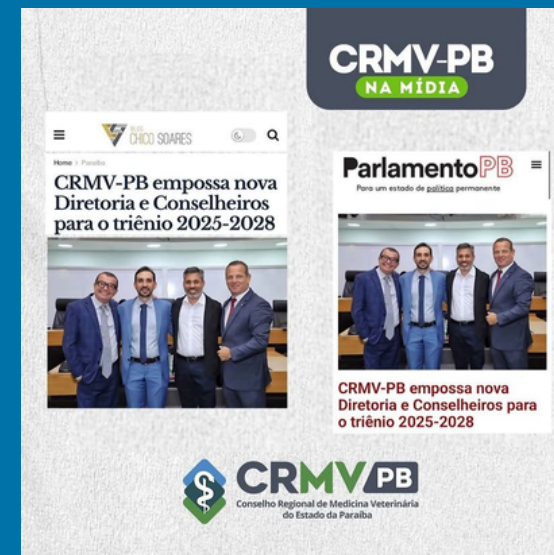 CRMV-PB
NA MÍDIA
BLOG
CHICO SOARES
Home > Paraíba
CRMV-PB empossa nova
Diretoria e Conselheiros
para o triênio 2025-2028
ParlamentoPB
Para um estado de política permanente
CRMV-PB empossa nova
Diretoria e Conselheiros para
o triênio 2025-2028
CRMV/PB
Conselho Regional de Medicina Veterinária
do Estado da Paraíba